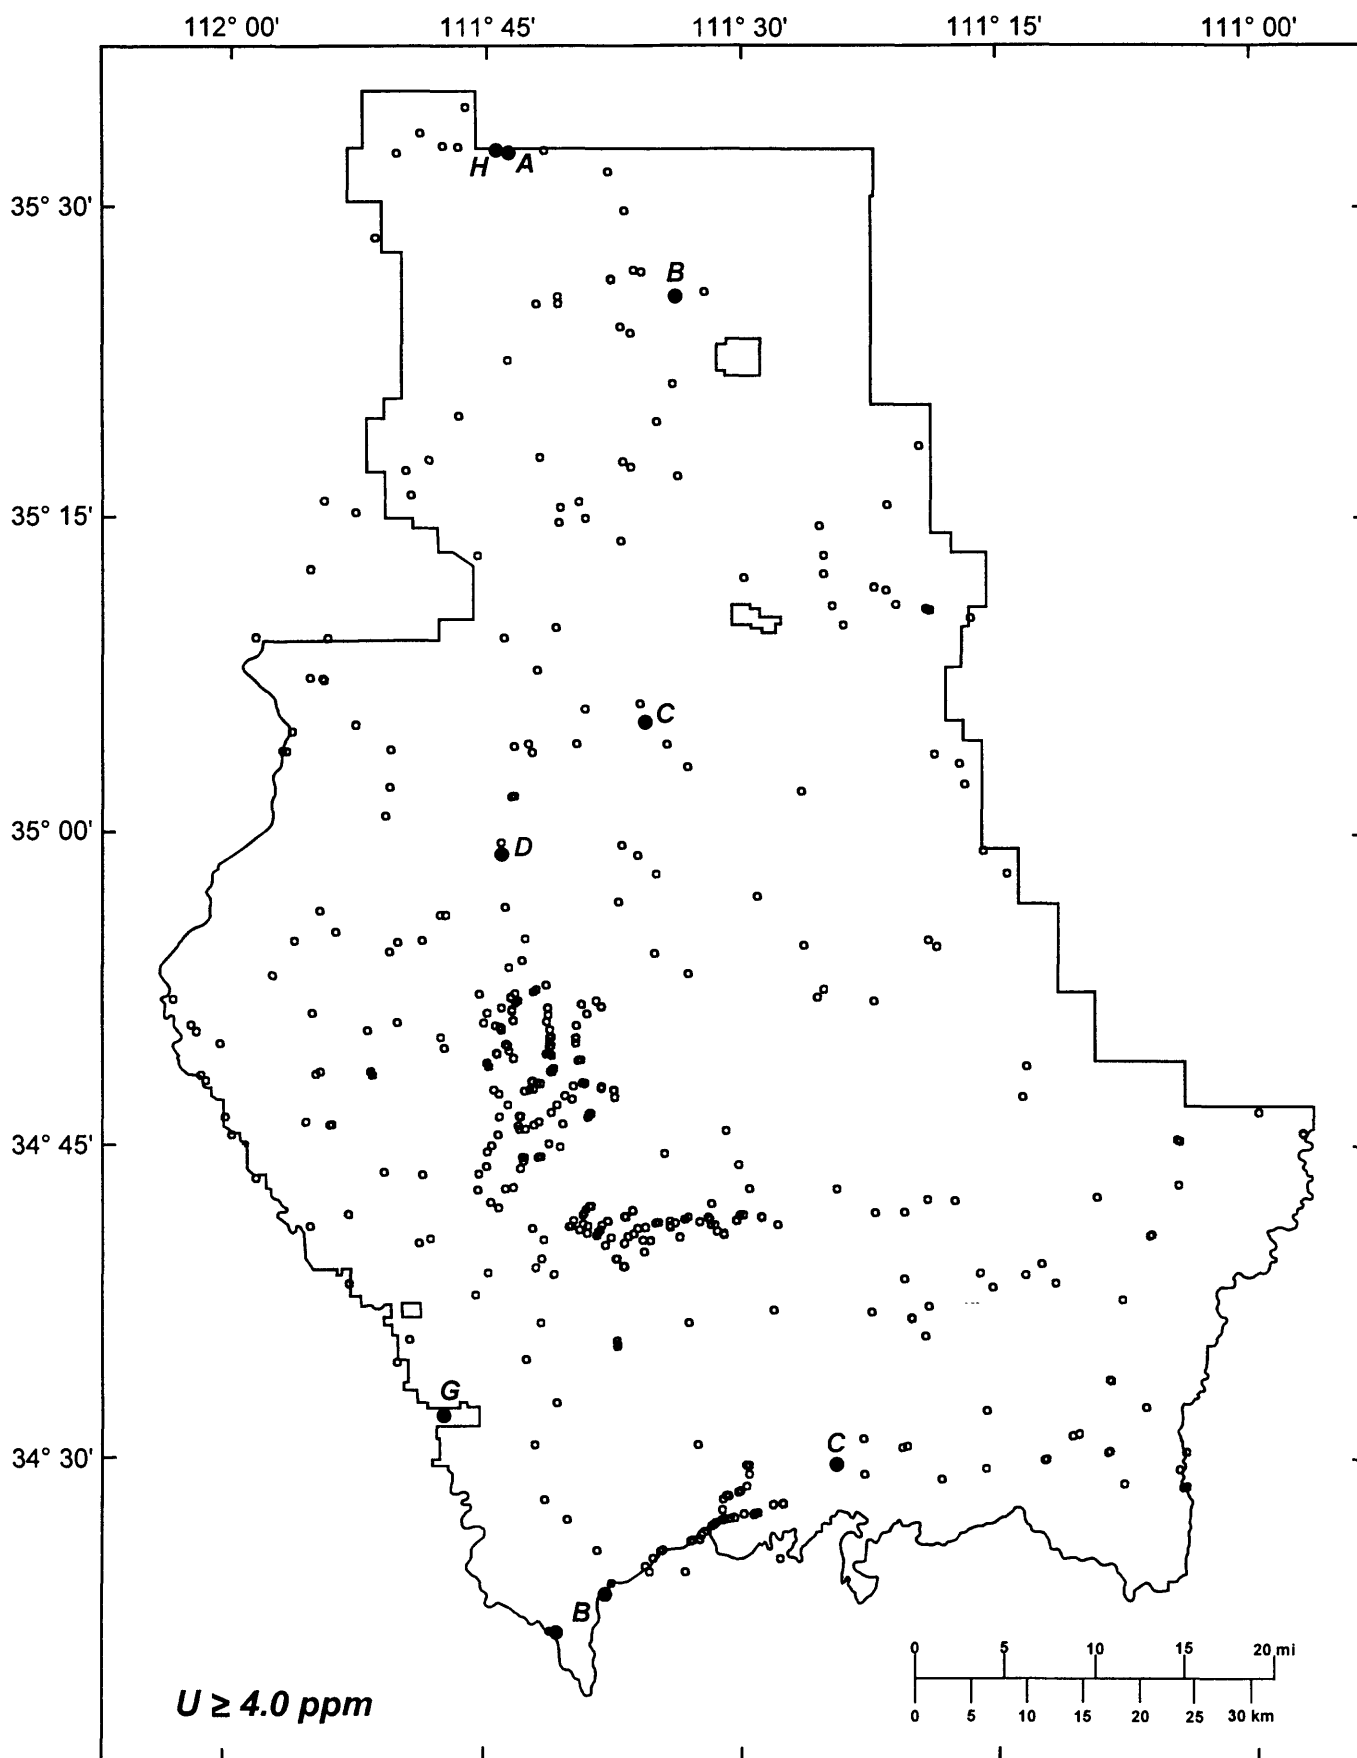 112° 00' 111° 45' 111° 30' 111° 15' 111° 00'
H A
35° 30'
B
35° 15'
C
35° 00'
D
34° 45'
G
C
34° 30'
B
0 5 10 15 20 mi
0 5 10 15 20 25 30 km
U ≥ 4.0 ppm